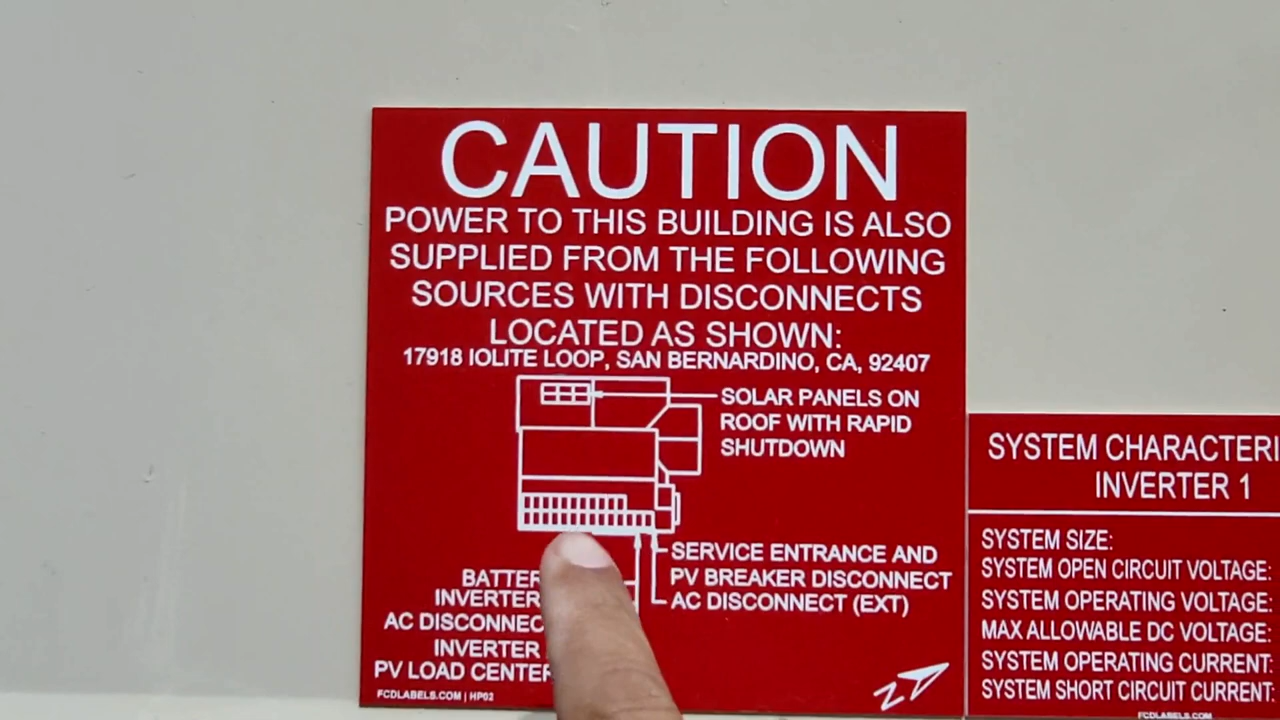 CAUTION
POWER TO THIS BUILDING IS ALSO
SUPPLIED FROM THE FOLLOWING
SOURCES WITH DISCONNECTS
LOCATED AS SHOWN:
17918 IOLITE LOOP, SAN BERNARDINO, CA, 92407
SOLAR PANELS ON
ROOF WITH RAPID
SHUTDOWN
SERVICE ENTRANCE AND
PV BREAKER DISCONNECT
AC DISCONNECT (EXT)
BATTER
INVERTER
AC DISCONNEC
INVERTER
PV LOAD CENTER
N
FCDLABELS.COM | HP02
SYSTEM CHARACTERI
INVERTER 1
SYSTEM SIZE:
SYSTEM OPEN CIRCUIT VOLTAGE:
SYSTEM OPERATING VOLTAGE:
MAX ALLOWABLE DC VOLTAGE:
SYSTEM OPERATING CURRENT:
SYSTEM SHORT CIRCUIT CURRENT:
FCDLABELS.COM